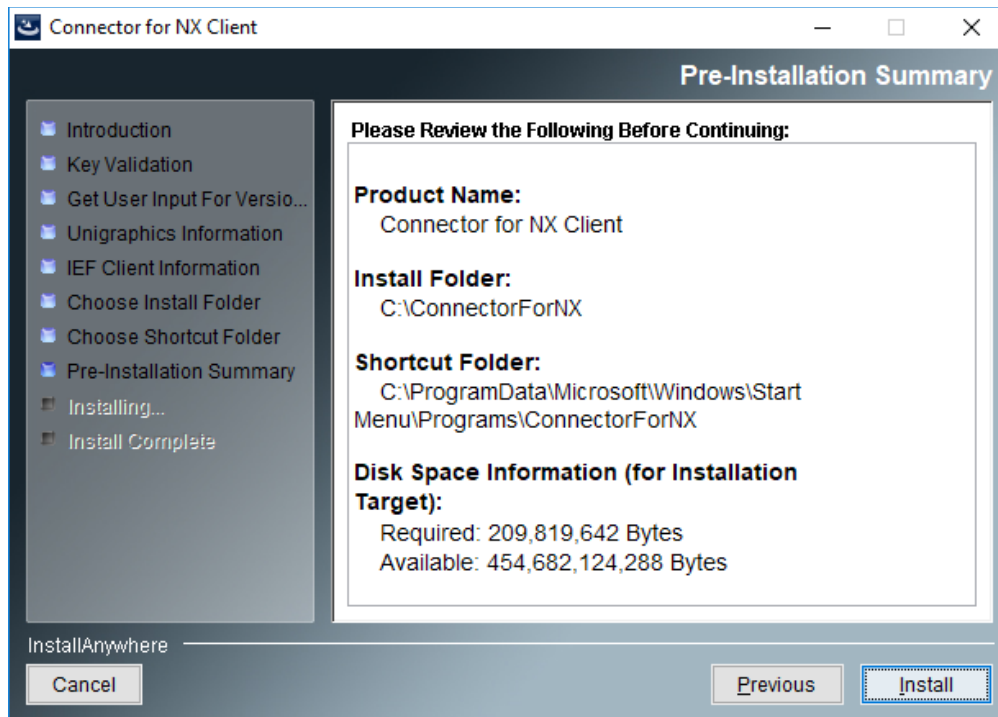 Connector for NX Client
Pre-Installation Summary
Introduction
Key Validation
Get User Input For Versio...
Unigraphics Information
IEF Client Information
Choose Install Folder
Choose Shortcut Folder
Pre-Installation Summary
Installing...
Install Complete
Please Review the Following Before Continuing:
Product Name:
Connector for NX Client
Install Folder:
C:\ConnectorForNX
Shortcut Folder:
C:\ProgramData\Microsoft\Windows\Start
Menu\Programs\ConnectorForNX
Disk Space Information (for Installation
Target):
Required: 209,819,642 Bytes
Available: 454,682,124,288 Bytes
InstallAnywhere
Cancel
Previous
Install